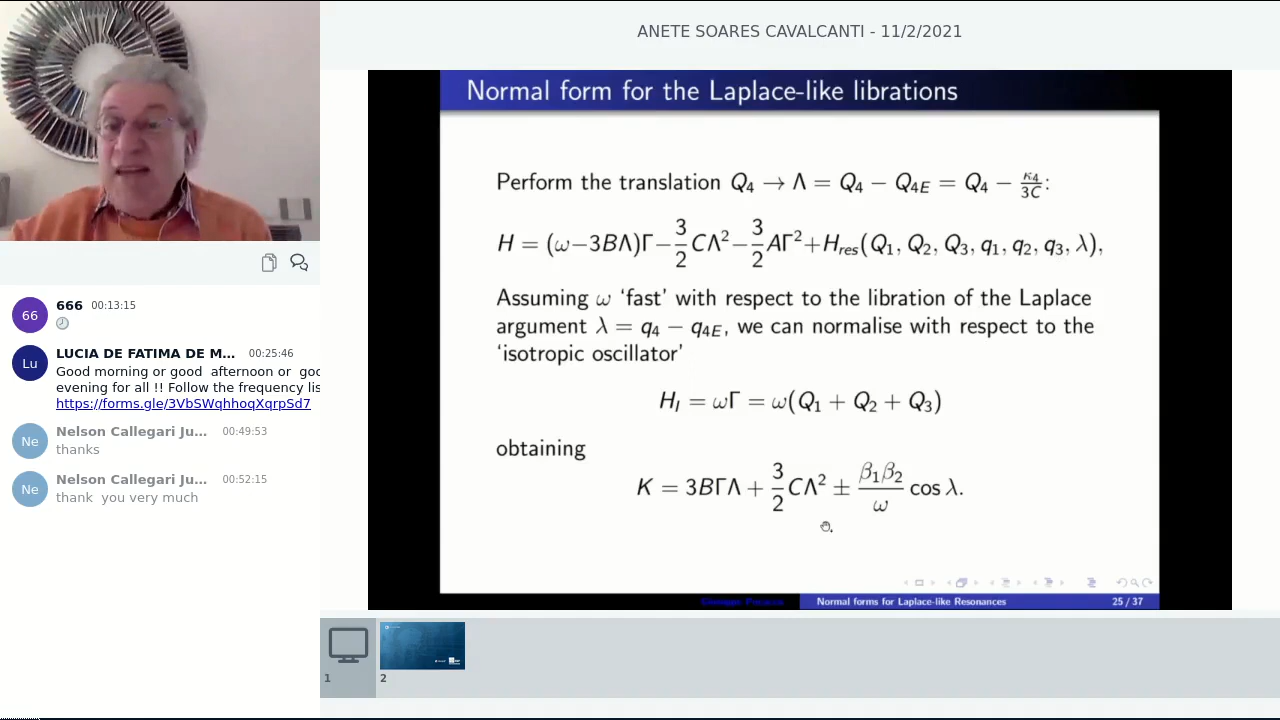 ANETE SOARES CAVALCANTI - 11/2/2021
66
666 00:13:15
Lu
LUCIA DE FATIMA DE M... 00:25:46
Good morning or good afternoon or goo
evening for all !! Follow the frequency lis
https://forms.gle/3VbSWqhhoqXqrpSd7
Ne
Nelson Callegari Ju... 00:49:53
thanks
Ne
Nelson Callegari Ju... 00:52:15
thank you very much
Normal form for the Laplace-like librations
Perform the translation Q₄ → Λ = Q₄ − Q₄E = Q₄ − κ₄/3C:
H = (ω−3BΛ)Γ−3/2 CΛ²−3/2 AΓ²+H_res(Q₁, Q₂, Q₃, q₁, q₂, q₃, λ),
Assuming ω ‘fast’ with respect to the libration of the Laplace
argument λ = q₄ − q₄E, we can normalise with respect to the
‘isotropic oscillator’
H_I = ωΓ = ω(Q₁ + Q₂ + Q₃)
obtaining
K = 3BΓΛ + 3/2 CΛ² ± β₁β₂/ω cos λ.
Normal forms for Laplace-like Resonances 25 / 37
1
2